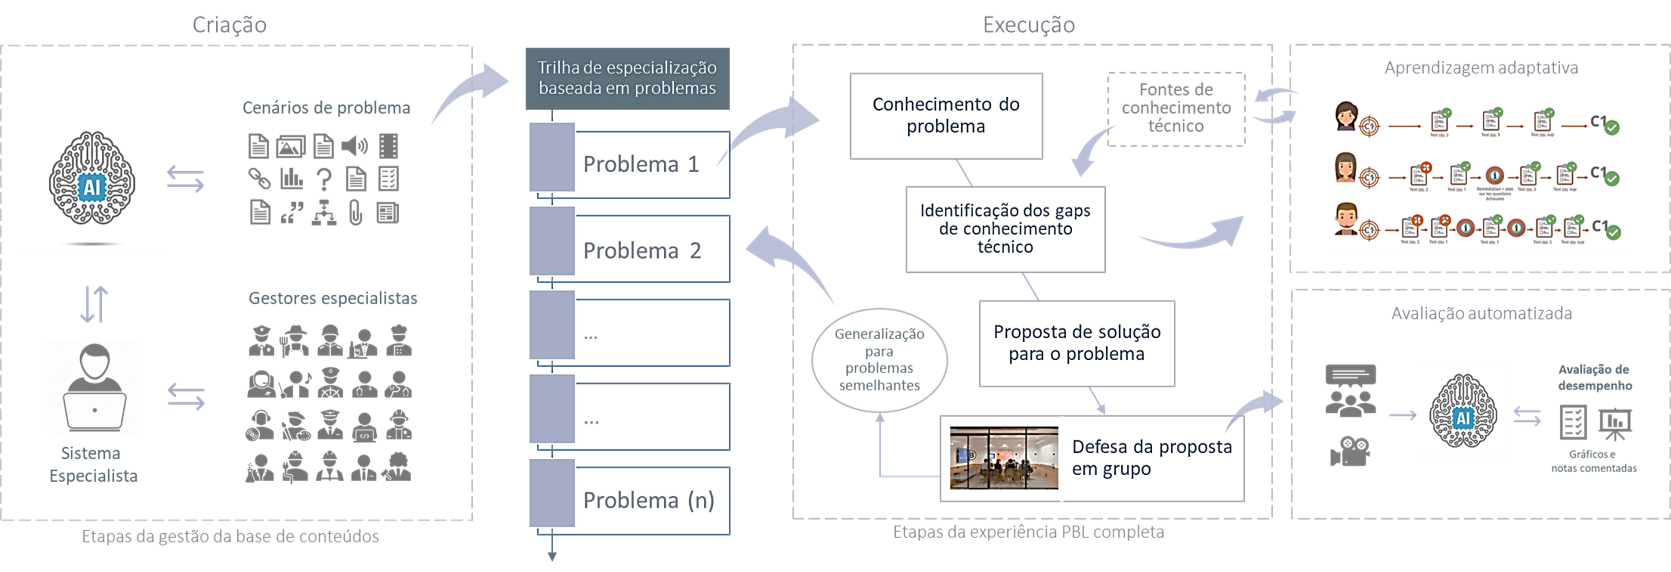 Criação
Cenários de problema
AI
Gestores especialistas
Sistema
Especialista
Etapas da gestão da base de conteúdos
Trilha de especialização
baseada em problemas
Problema 1
Problema 2
...
...
Problema (n)
Execução
Conhecimento do
problema
Fontes de
conhecimento
técnico
Identificação dos gaps
de conhecimento
técnico
Proposta de solução
para o problema
Generalização
para
problemas
semelhantes
Defesa da proposta
em grupo
Etapas da experiência PBL completa
Aprendizagem adaptativa
C1
C1
C1
C1
C1
C1
Avaliação automatizada
AI
Avaliação de
desempenho
Gráficos e
notas comentadas